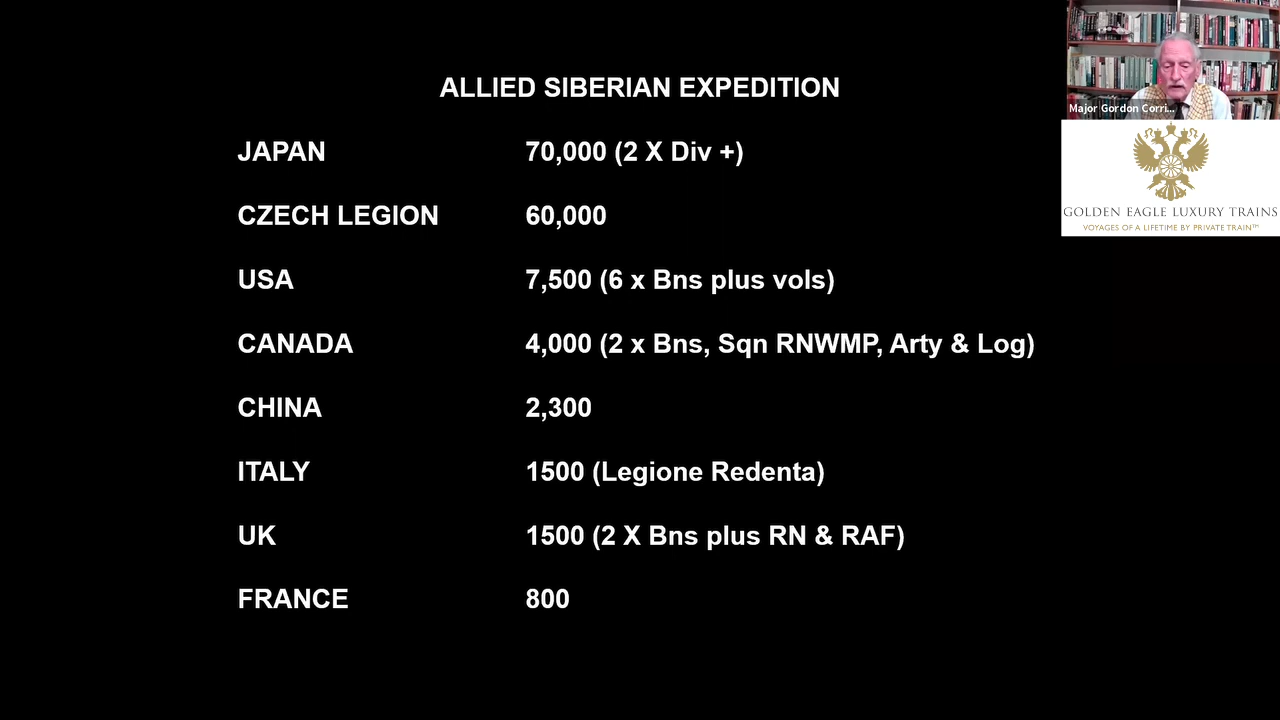 ALLIED SIBERIAN EXPEDITION
JAPAN 70,000 (2 X Div +)
CZECH LEGION 60,000
USA 7,500 (6 x Bns plus vols)
CANADA 4,000 (2 x Bns, Sqn RNWMP, Arty & Log)
CHINA 2,300
ITALY 1500 (Legione Redenta)
UK 1500 (2 X Bns plus RN & RAF)
FRANCE 800
Major Gordon Corri...
GOLDEN EAGLE LUXURY TRAINS
VOYAGES OF A LIFETIME BY PRIVATE TRAIN™